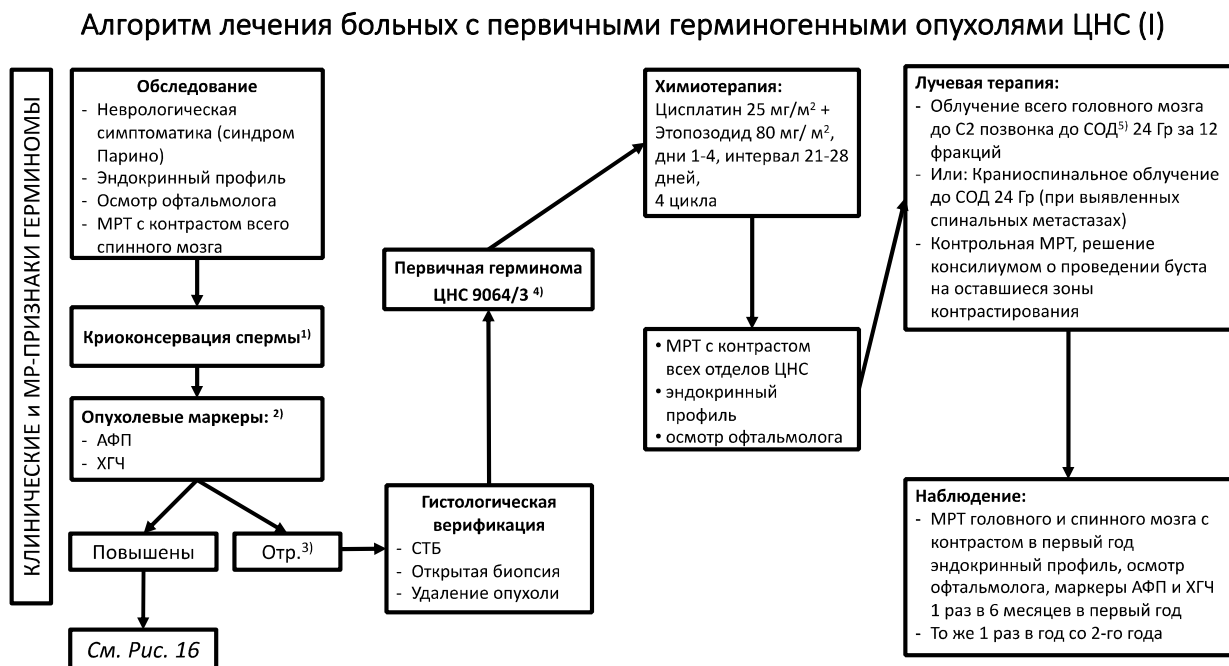 Алгоритм лечения больных с первичными герминогенными опухолями ЦНС (I)
КЛИНИЧЕСКИЕ и МР-ПРИЗНАКИ ГЕРМИНОМЫ
Обследование
- Неврологическая
симптоматика (синдром
Парино)
- Эндокринный профиль
- Осмотр офтальмолога
- МРТ с контрастом всего
спинного мозга
Криоконсервация спермы1)
Опухолевые маркеры: 2)
- АФП
- ХГЧ
Повышены
Отр.3)
См. Рис. 16
Гистологическая
верификация
- СТБ
- Открытая биопсия
- Удаление опухоли
Первичная герминома
ЦНС 9064/3 4)
Химиотерапия:
Цисплатин 25 мг/м2 +
Этопозодид 80 мг/ м2,
дни 1-4, интервал 21-28
дней,
4 цикла
• МРТ с контрастом
всех отделов ЦНС
• эндокринный
профиль
• осмотр офтальмолога
Лучевая терапия:
- Облучение всего головного мозга
до С2 позвонка до СОД5) 24 Гр за 12
фракций
- Или: Краниоспинальное облучение
до СОД 24 Гр (при выявленных
спинальных метастазах)
- Контрольная МРТ, решение
консилиумом о проведении буста
на оставшиеся зоны
контрастирования
Наблюдение:
- МРТ головного и спинного мозга с
контрастом в первый год
эндокринный профиль, осмотр
офтальмолога, маркеры АФП и ХГЧ
1 раз в 6 месяцев в первый год
- То же 1 раз в год со 2-го года